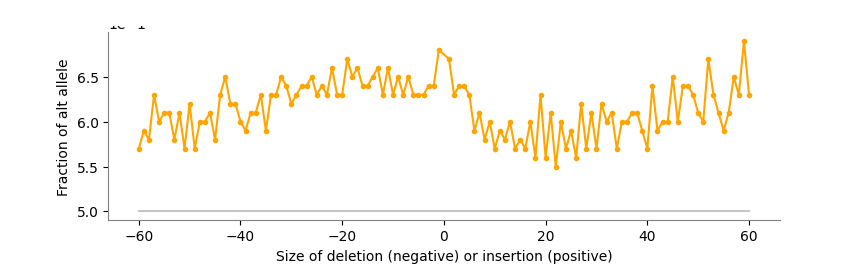 6.5
6.0
5.5
5.0
Fraction of alt allele
−60 −40 −20 0 20 40 60
Size of deletion (negative) or insertion (positive)